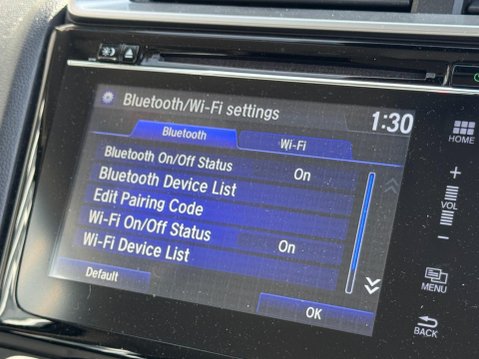 Bluetooth/Wi-Fi settings
1:30
Bluetooth
Wi-Fi
Bluetooth On/Off Status On
Bluetooth Device List
Edit Pairing Code
Wi-Fi On/Off Status On
Wi-Fi Device List
Default
OK
HOME
+
VOL
−
MENU
BACK